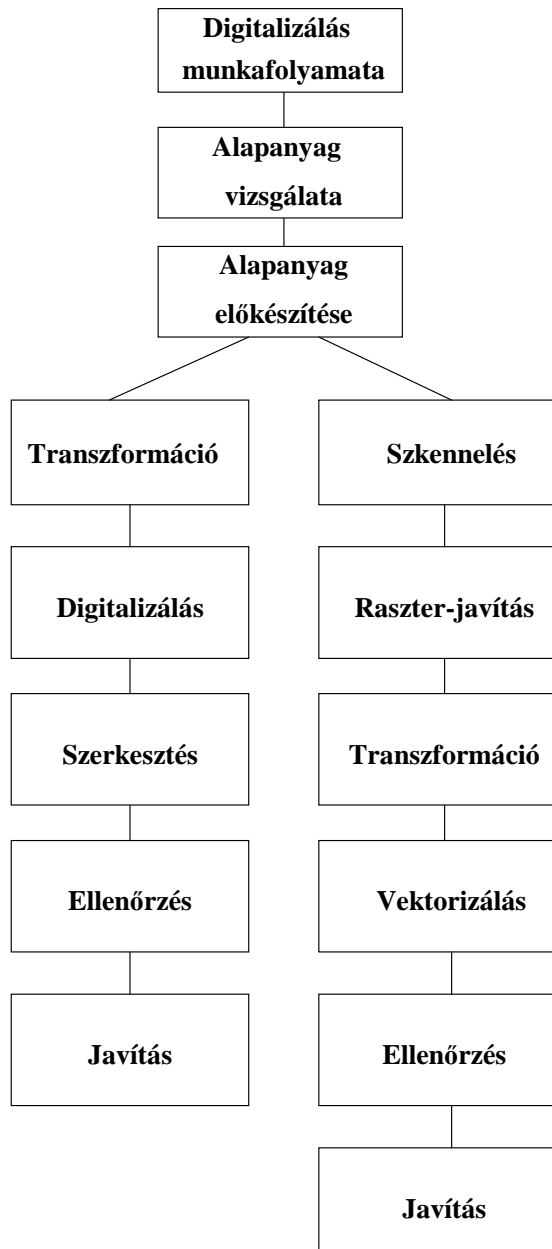 Digitalizálás
munkafolyamata
Alapanyag
vizsgálata
Alapanyag
előkészítése
Transzformáció
Digitalizálás
Szerkesztés
Ellenőrzés
Javítás
Szkennelés
Raszter-javítás
Transzformáció
Vektorizálás
Ellenőrzés
Javítás